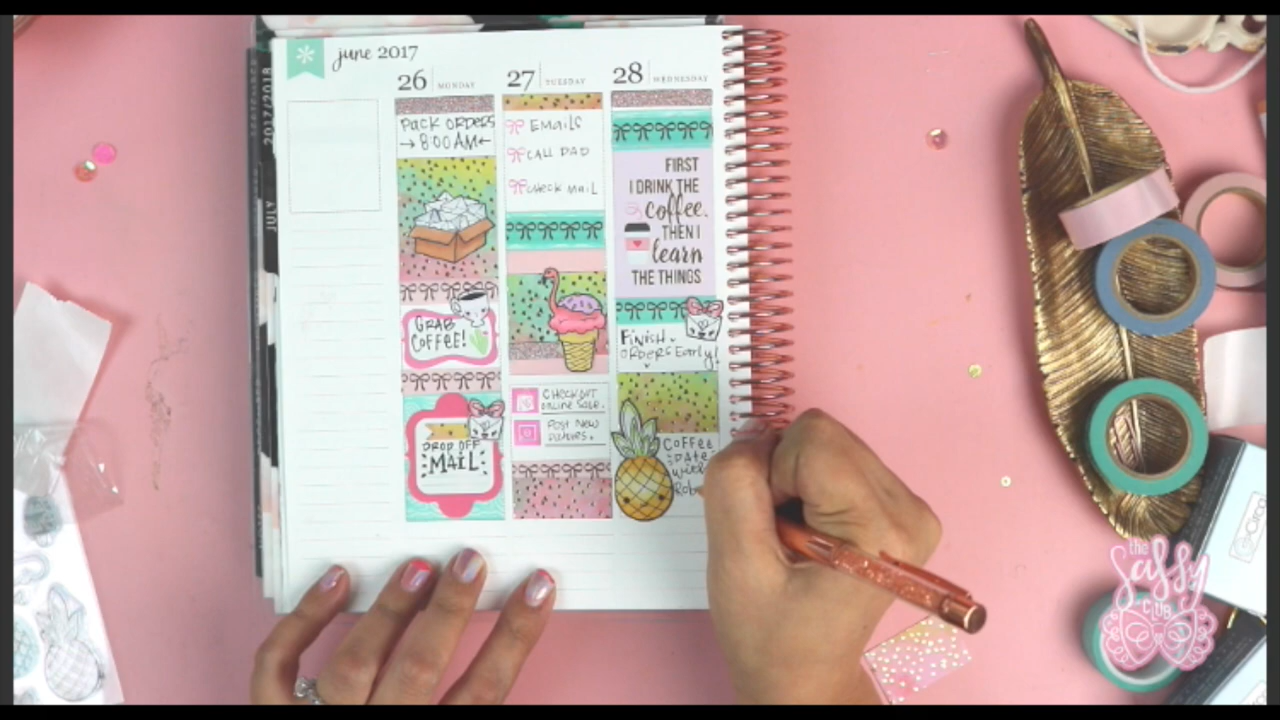 june 2017
26 MONDAY
27 TUESDAY
28 WEDNESDAY
PACK ORDERS
→ 8:00 AM ←
EMAILS
CALL DAD
CHECK MAIL
FIRST
I DRINK THE
coffee.
THEN I
learn
THE THINGS
GRAB
COFFEE!
FINISH
ORDERS EARLY!
CHECK OUT
ONLINE SALE.
POST NEW
DROP OFF
MAIL
COFFEE
DATE
WITH
2017/2018
JULY
the
Sassy
Club